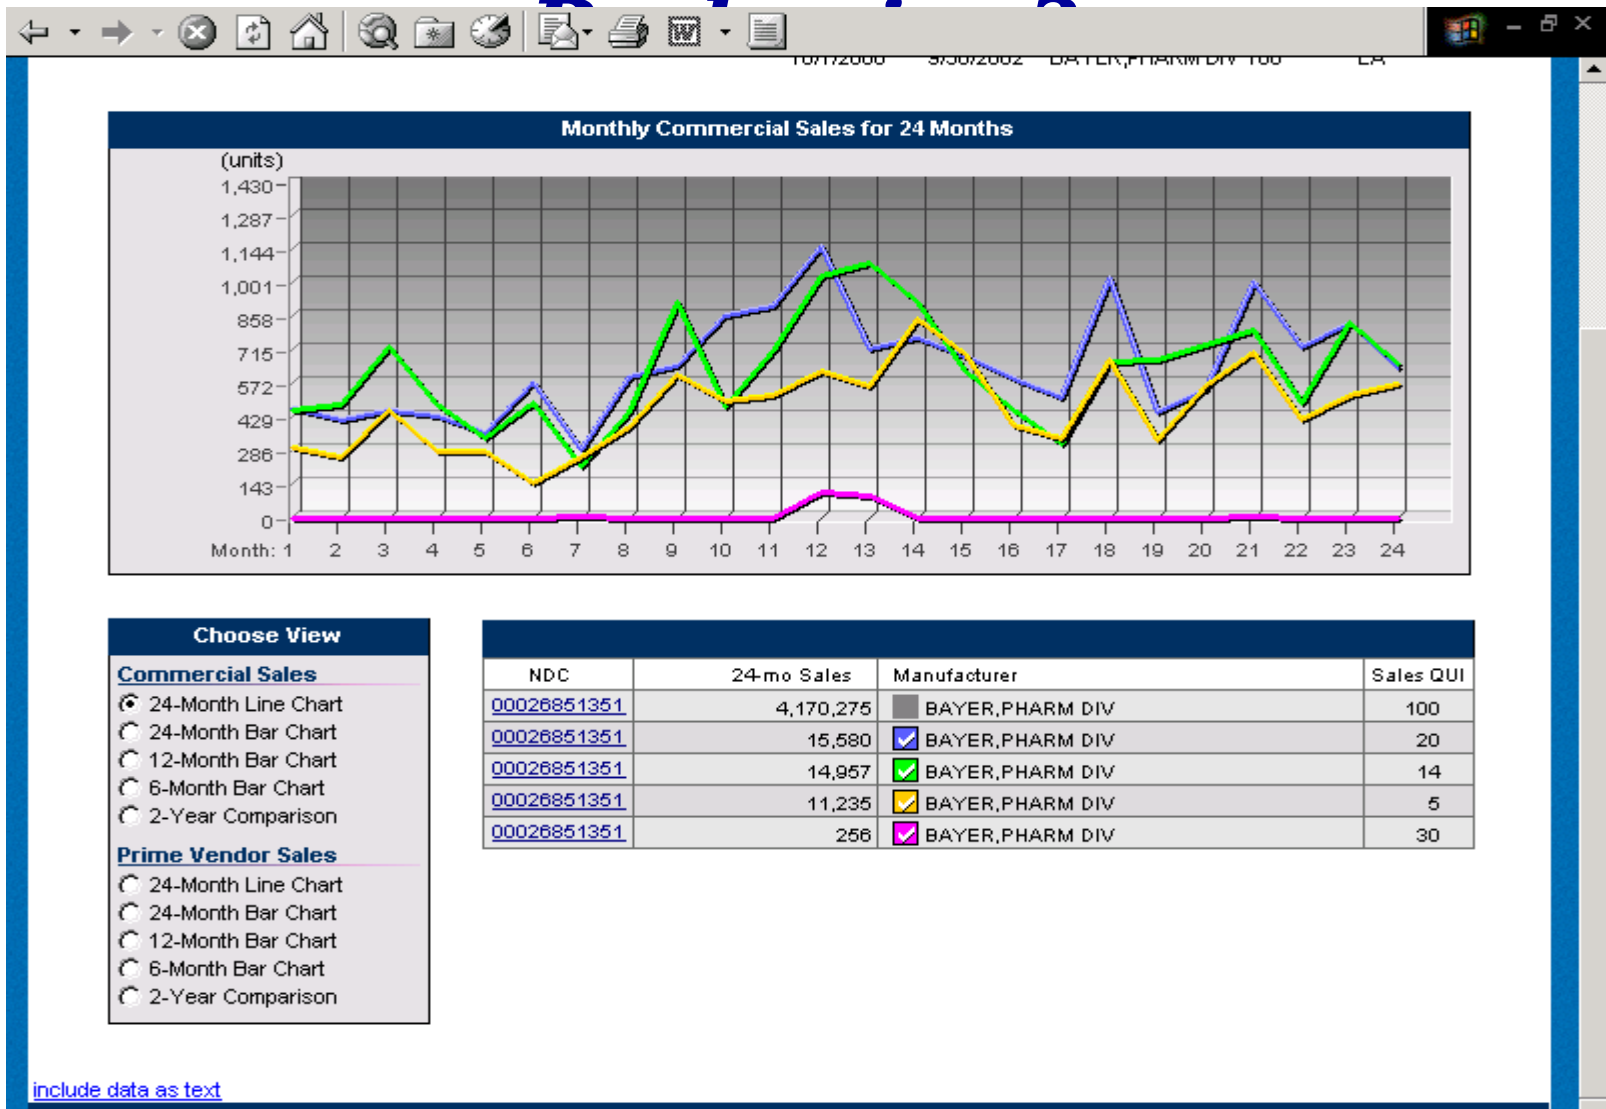 Monthly Commercial Sales for 24 Months
(units)
1,430
1,287
1,144
1,001
858
715
572
429
286
143
0
Month: 1 2 3 4 5 6 7 8 9 10 11 12 13 14 15 16 17 18 19 20 21 22 23 24
Choose View
Commercial Sales
24-Month Line Chart
24-Month Bar Chart
12-Month Bar Chart
6-Month Bar Chart
2-Year Comparison
Prime Vendor Sales
24-Month Line Chart
24-Month Bar Chart
12-Month Bar Chart
6-Month Bar Chart
2-Year Comparison
NDC 24-mo Sales Manufacturer Sales QUI
00026851351 4,170,275 BAYER,PHARM DIV 100
00026851351 15,580 BAYER,PHARM DIV 20
00026851351 14,957 BAYER,PHARM DIV 14
00026851351 11,235 BAYER,PHARM DIV 5
00026851351 256 BAYER,PHARM DIV 30
include data as text